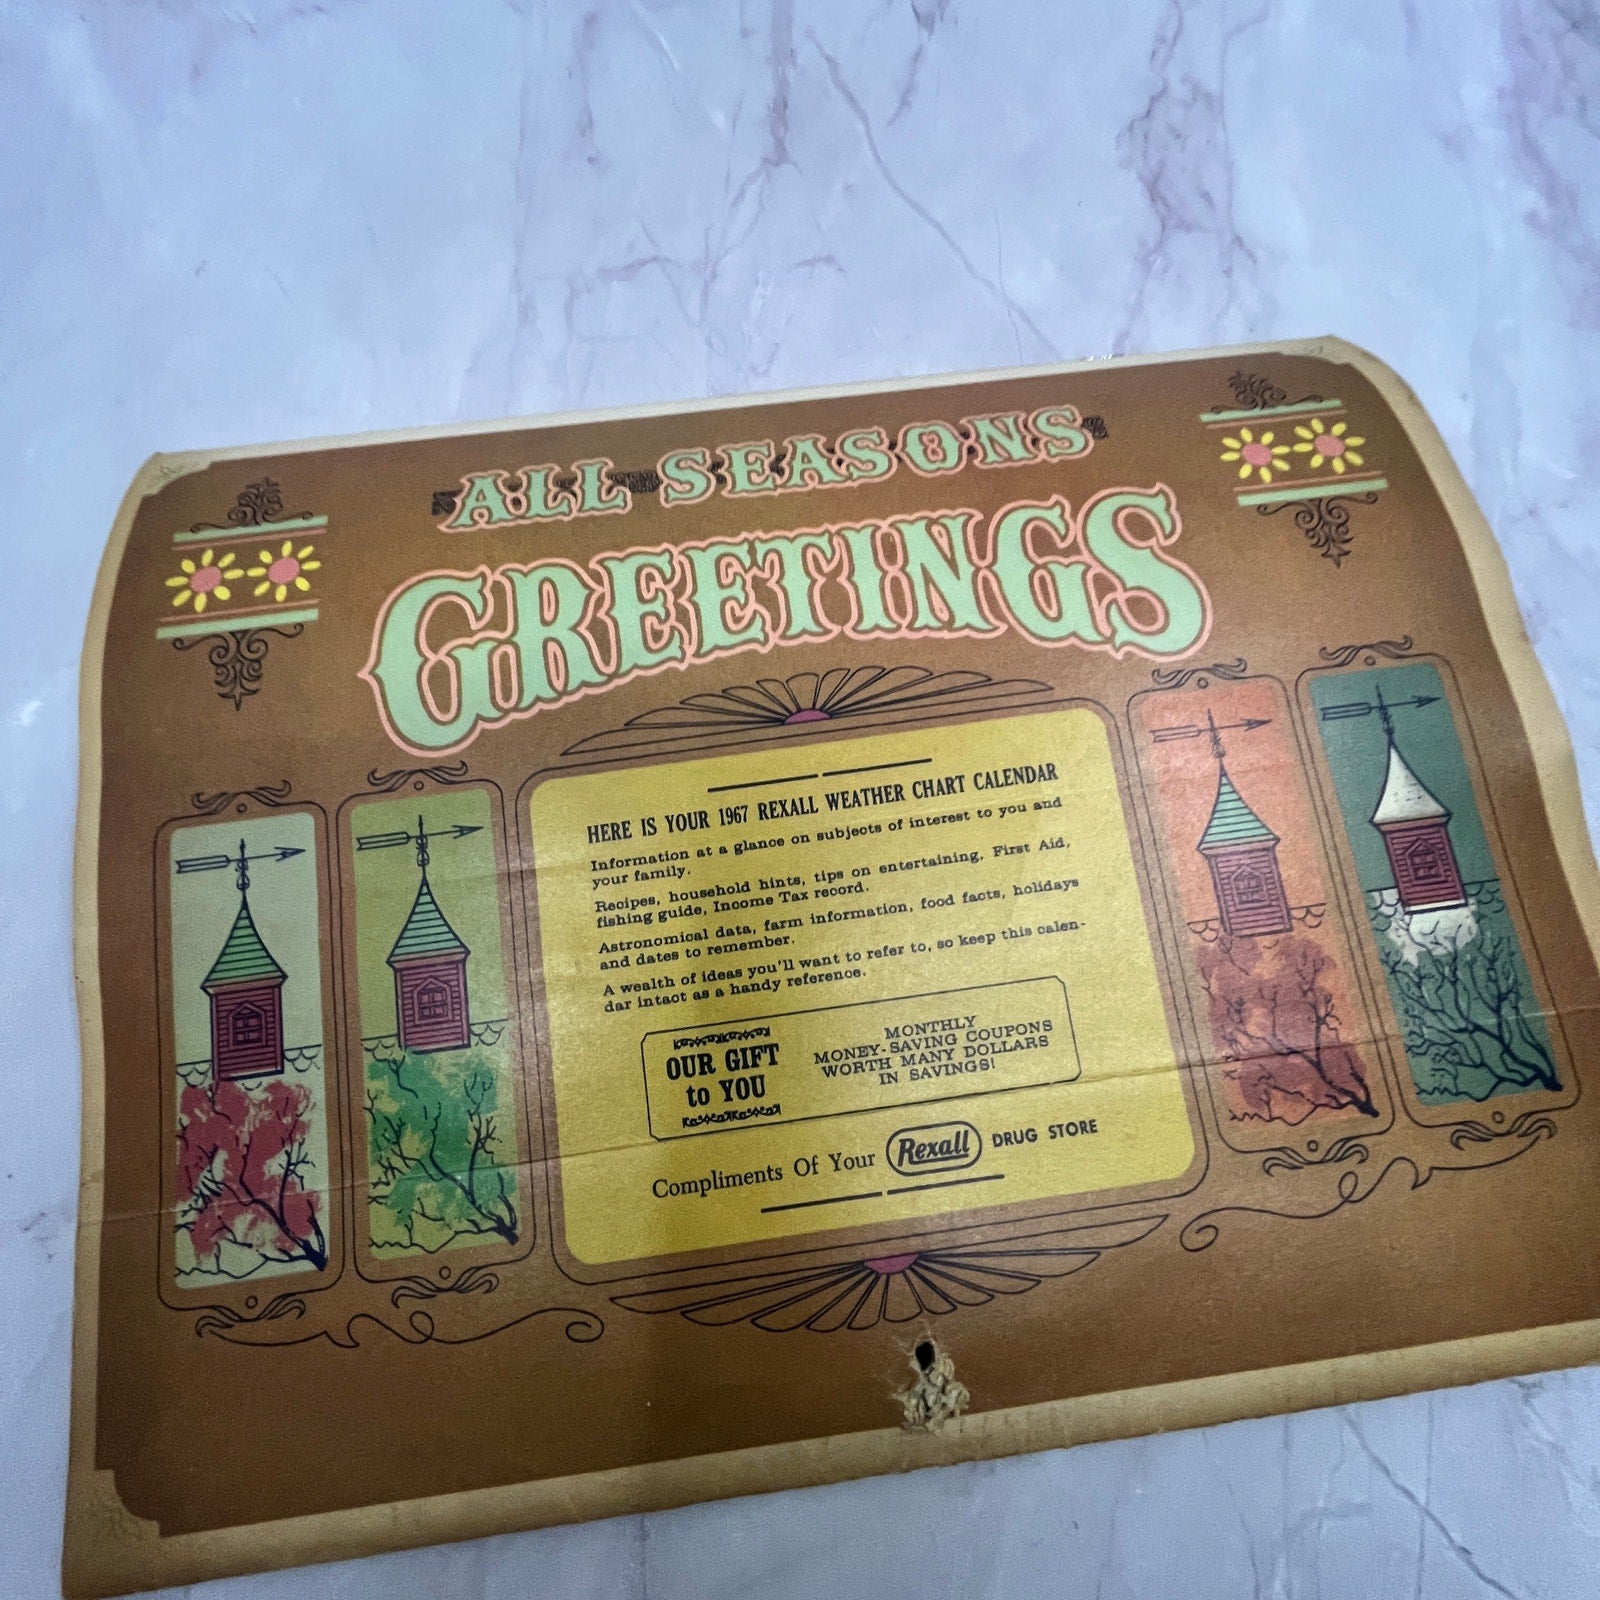 ALL SEASONS
GREETINGS
HERE IS YOUR 1967 REXALL WEATHER CHART CALENDAR
Information at a glance on subjects of interest to you and
your family.
Recipes, household hints, tips on entertaining, First Aid,
fishing guide, Income Tax record.
Astronomical data, farm information, food facts, holidays
and dates to remember.
A wealth of ideas you'll want to refer to, so keep this calen-
dar intact as a handy reference.
OUR GIFT
to YOU
MONTHLY
MONEY-SAVING COUPONS
WORTH MANY DOLLARS
IN SAVINGS!
Compliments Of Your Rexall DRUG STORE